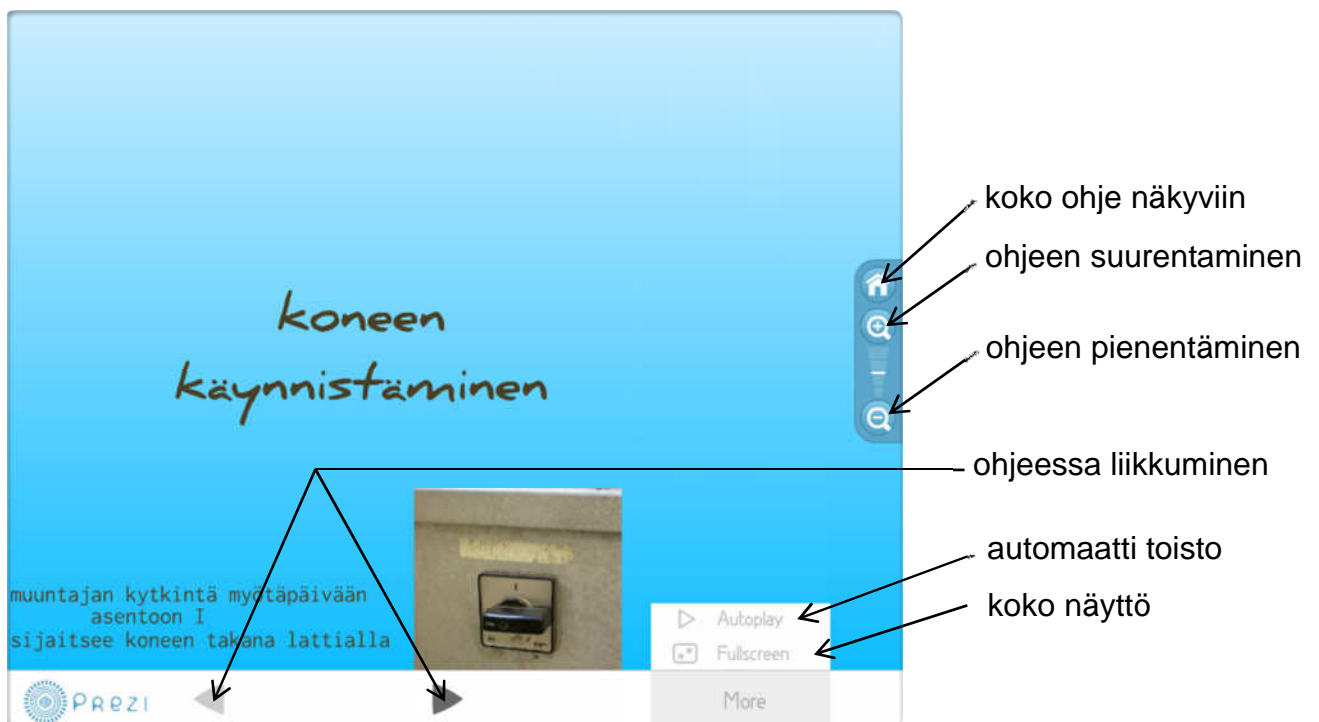 koko ohje näkyviin
ohjeen suurentaminen
koneen
käynnistäminen
ohjeen pienentäminen
ohjeessa liikkuminen
automaatti toisto
koko näyttö
muuntajan kytkintä myötäpäivään
asentoon I
sijaitsee koneen takana lattialla
Autoplay
Fullscreen
More
PREZI